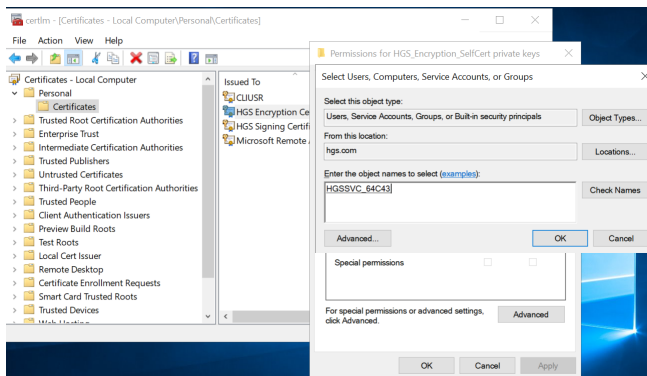 certlm - [Certificates - Local Computer\Personal\Certificates]
File Action View Help
Certificates - Local Computer
Personal
Certificates
Trusted Root Certification Authorities
Enterprise Trust
Intermediate Certification Authorities
Trusted Publishers
Untrusted Certificates
Third-Party Root Certification Authorities
Trusted People
Client Authentication Issuers
Preview Build Roots
Test Roots
Local Cert Issuer
Remote Desktop
Certificate Enrollment Requests
Smart Card Trusted Roots
Trusted Devices
Web Hosting
Issued To
CLIUSR
HGS Encryption Ce
HGS Signing Certifi
Microsoft Remote
Permissions for HGS_Encryption_SelfCert private keys
Select Users, Computers, Service Accounts, or Groups
Select this object type:
Users, Service Accounts, Groups, or Built-in security principals
Object Types...
From this location:
hgs.com
Locations...
Enter the object names to select (examples):
HGSSVC_64C43
Check Names
Advanced...
OK
Cancel
Special permissions
For special permissions or advanced settings,
click Advanced.
Advanced
OK
Cancel
Apply